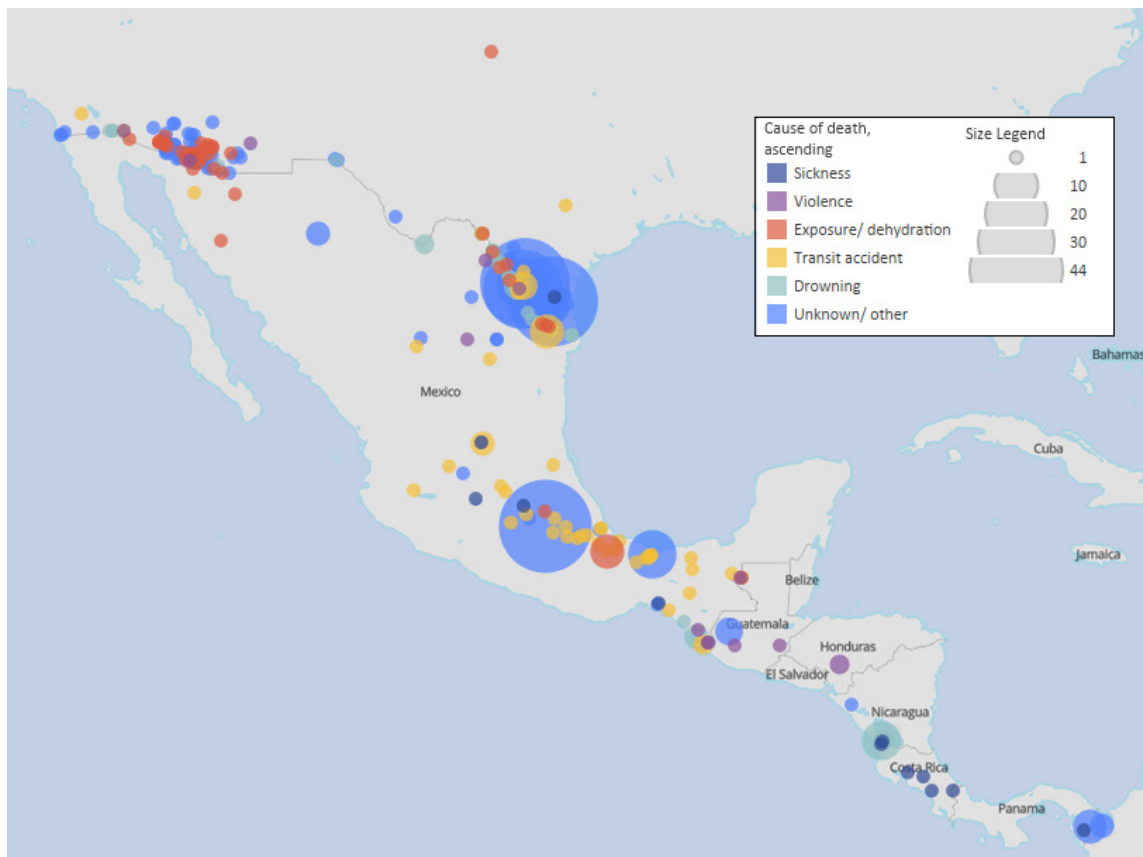 Cause of death,
ascending
Size Legend
Sickness
Violence
Exposure/ dehydration
Transit accident
Drowning
Unknown/ other
1
10
20
30
44
Bahamas
Mexico
Cuba
Jamaica
Belize
Guatemala
Honduras
El Salvador
Nicaragua
Costa Rica
Panama